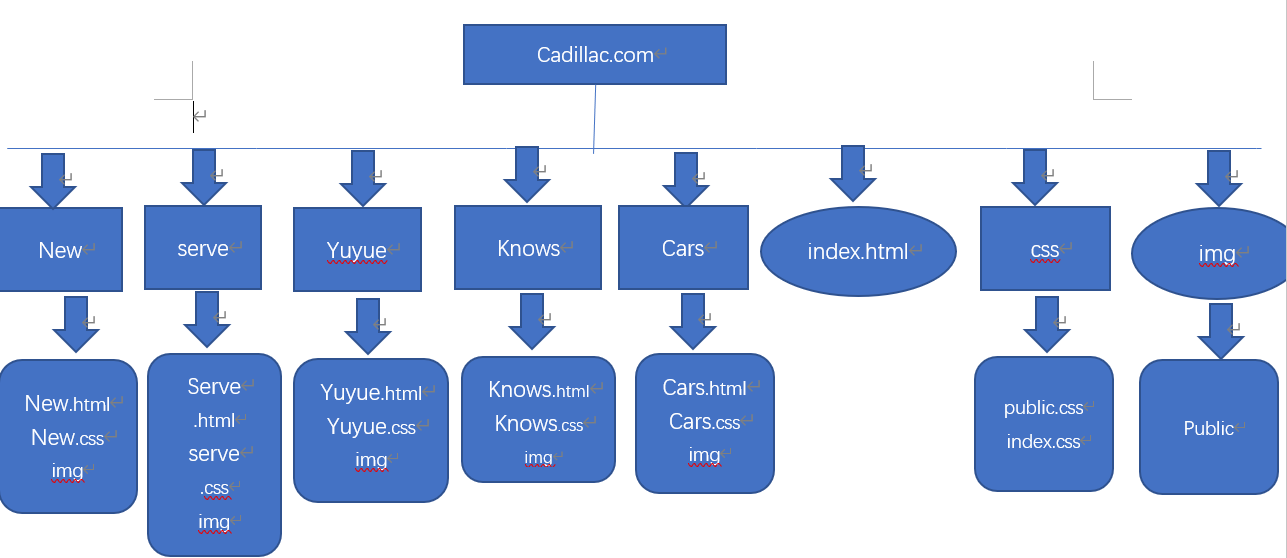 Cadillac.com
New
serve
Yuyue
Knows
Cars
index.html
css
img
New.html
New.css
img
Serve
.html
serve
.css
img
Yuyue.html
Yuyue.css
img
Knows.html
Knows.css
img
Cars.html
Cars.css
img
public.css
index.css
Public